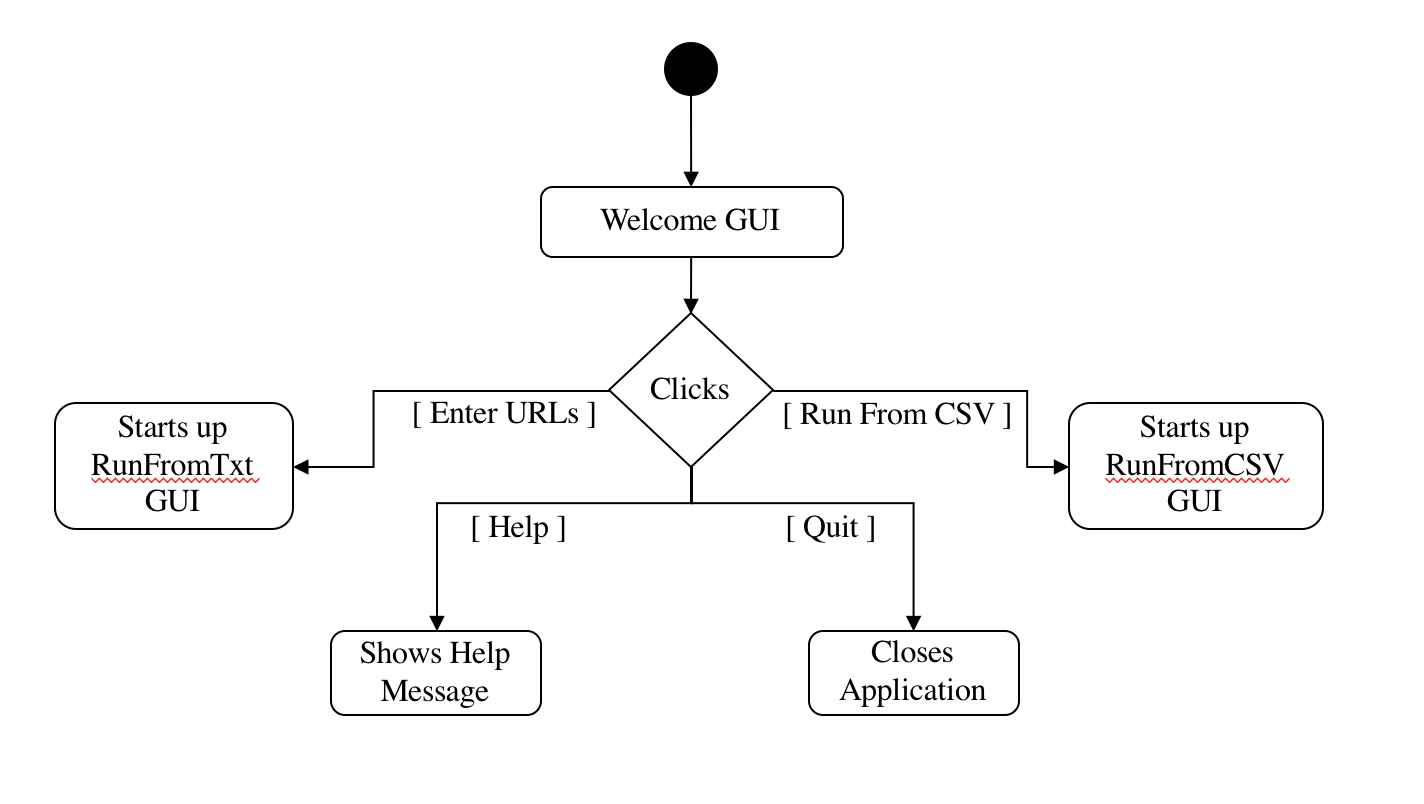 Welcome GUI
Clicks
[ Enter URLs ]
[ Run From CSV ]
Starts up
RunFromTxt
GUI
Starts up
RunFromCSV
GUI
[ Help ]
[ Quit ]
Shows Help
Message
Closes
Application